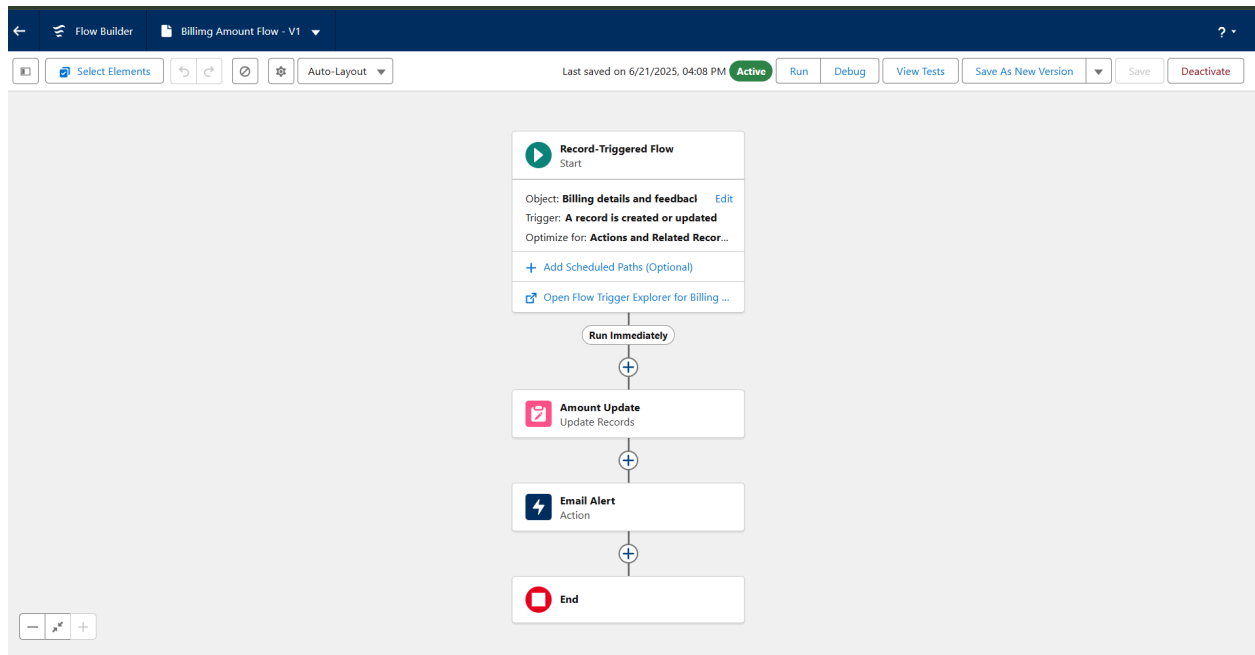 Flow Builder
Billimg Amount Flow - V1
?
Select Elements
Auto-Layout
Last saved on 6/21/2025, 04:08 PM
Active
Run
Debug
View Tests
Save As New Version
Save
Deactivate
Record-Triggered Flow
Start
Object: Billing details and feedback Edit
Trigger: A record is created or updated
Optimize for: Actions and Related Recor...
+ Add Scheduled Paths (Optional)
Open Flow Trigger Explorer for Billing ...
Run Immediately
Amount Update
Update Records
Email Alert
Action
End